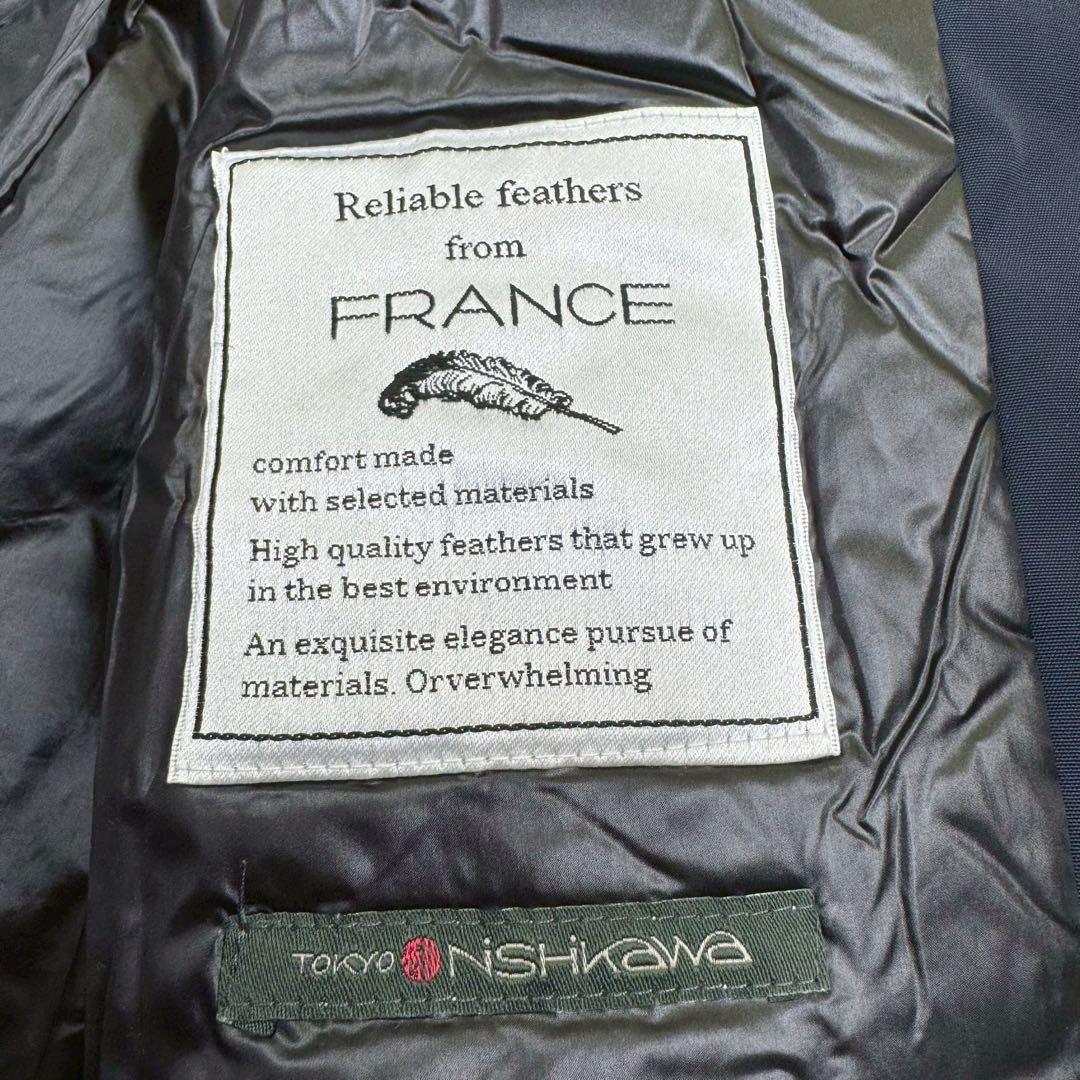 Reliable feathers
from
FRANCE
comfort made
with selected materials
High quality feathers that grew up
in the best environment
An exquisite elegance pursue of
materials. Orverwhelming
TOKYO NiSHiKaWa